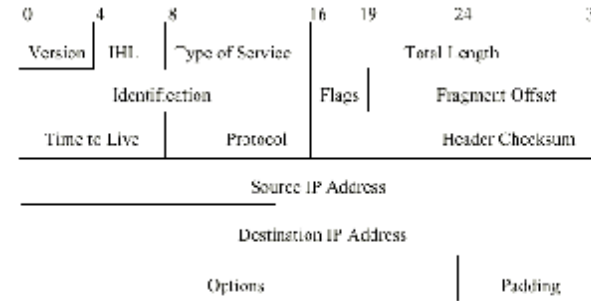 0 4 8 16 19 24 3
Version IHL Type of Service Total Length
Identification Flags Fragment Offset
Time to Live Protocol Header Checksum
Source IP Address
Destination IP Address
Options Padding